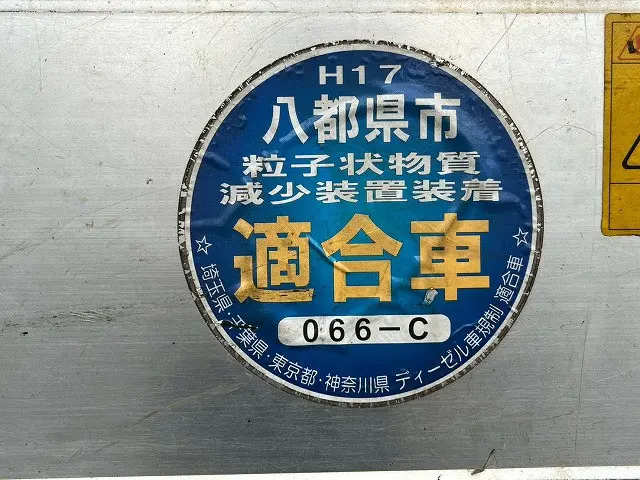 H17
八都県市
粒子状物質
減少装置装着
適合車
066-C
☆埼玉県・千葉県・東京都・神奈川県 ディーゼル車規制 適合車☆